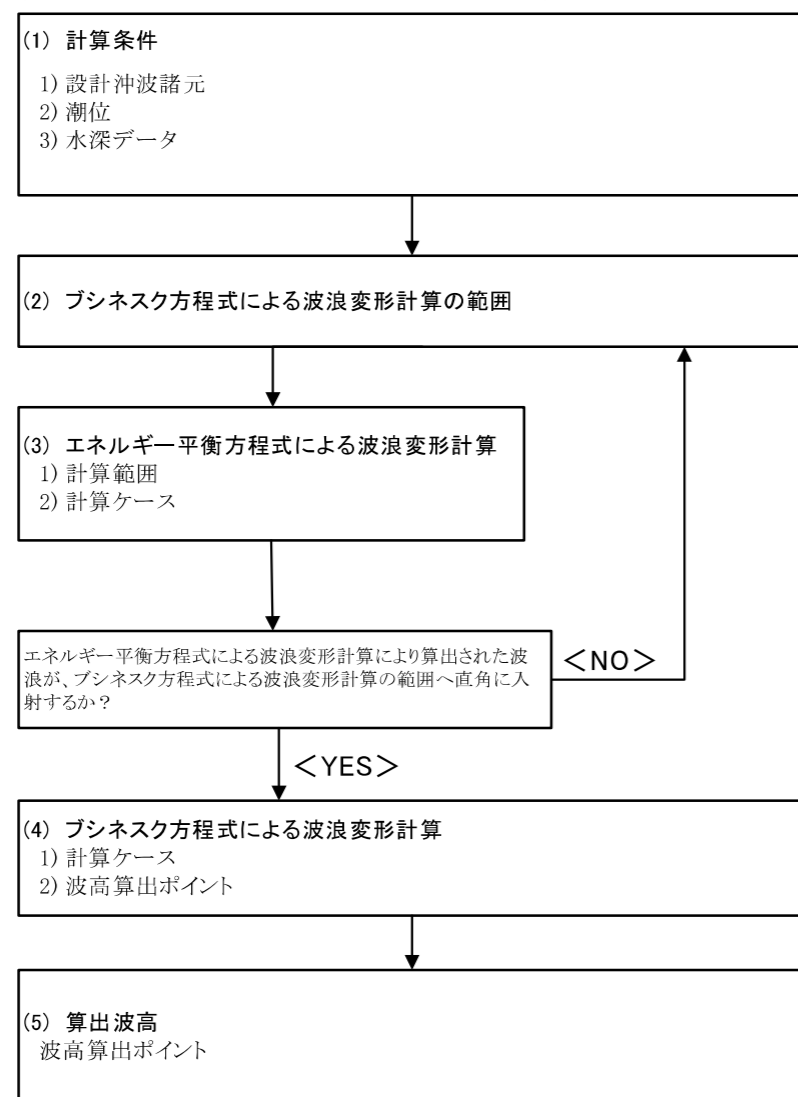 (1) 計算条件
1) 設計沖波諸元
2) 潮位
3) 水深データ
(2) ブシネスク方程式による波浪変形計算の範囲
(3) エネルギー平衡方程式による波浪変形計算
1) 計算範囲
2) 計算ケース
エネルギー平衡方程式による波浪変形計算により算出された波
浪が、ブシネスク方程式による波浪変形計算の範囲へ直角に入
射するか？
＜NO＞
＜YES＞
(4) ブシネスク方程式による波浪変形計算
1) 計算ケース
2) 波高算出ポイント
(5) 算出波高
波高算出ポイント